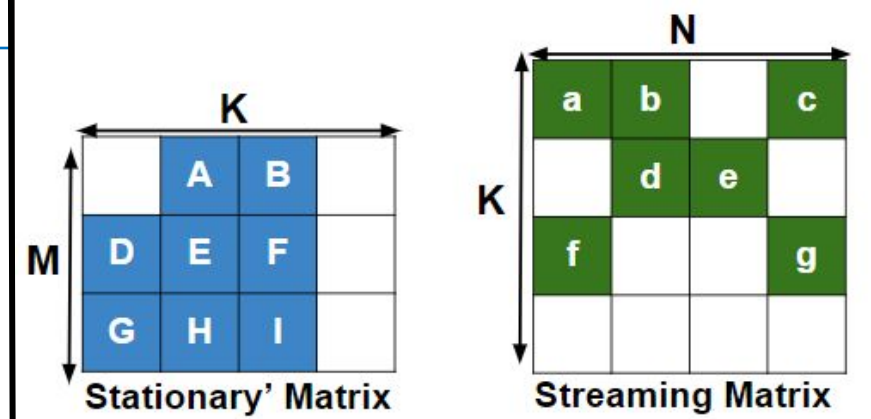 N
K
a b c
A B
d e
K
M
D E F
f g
G H I
Stationary’ Matrix
Streaming Matrix